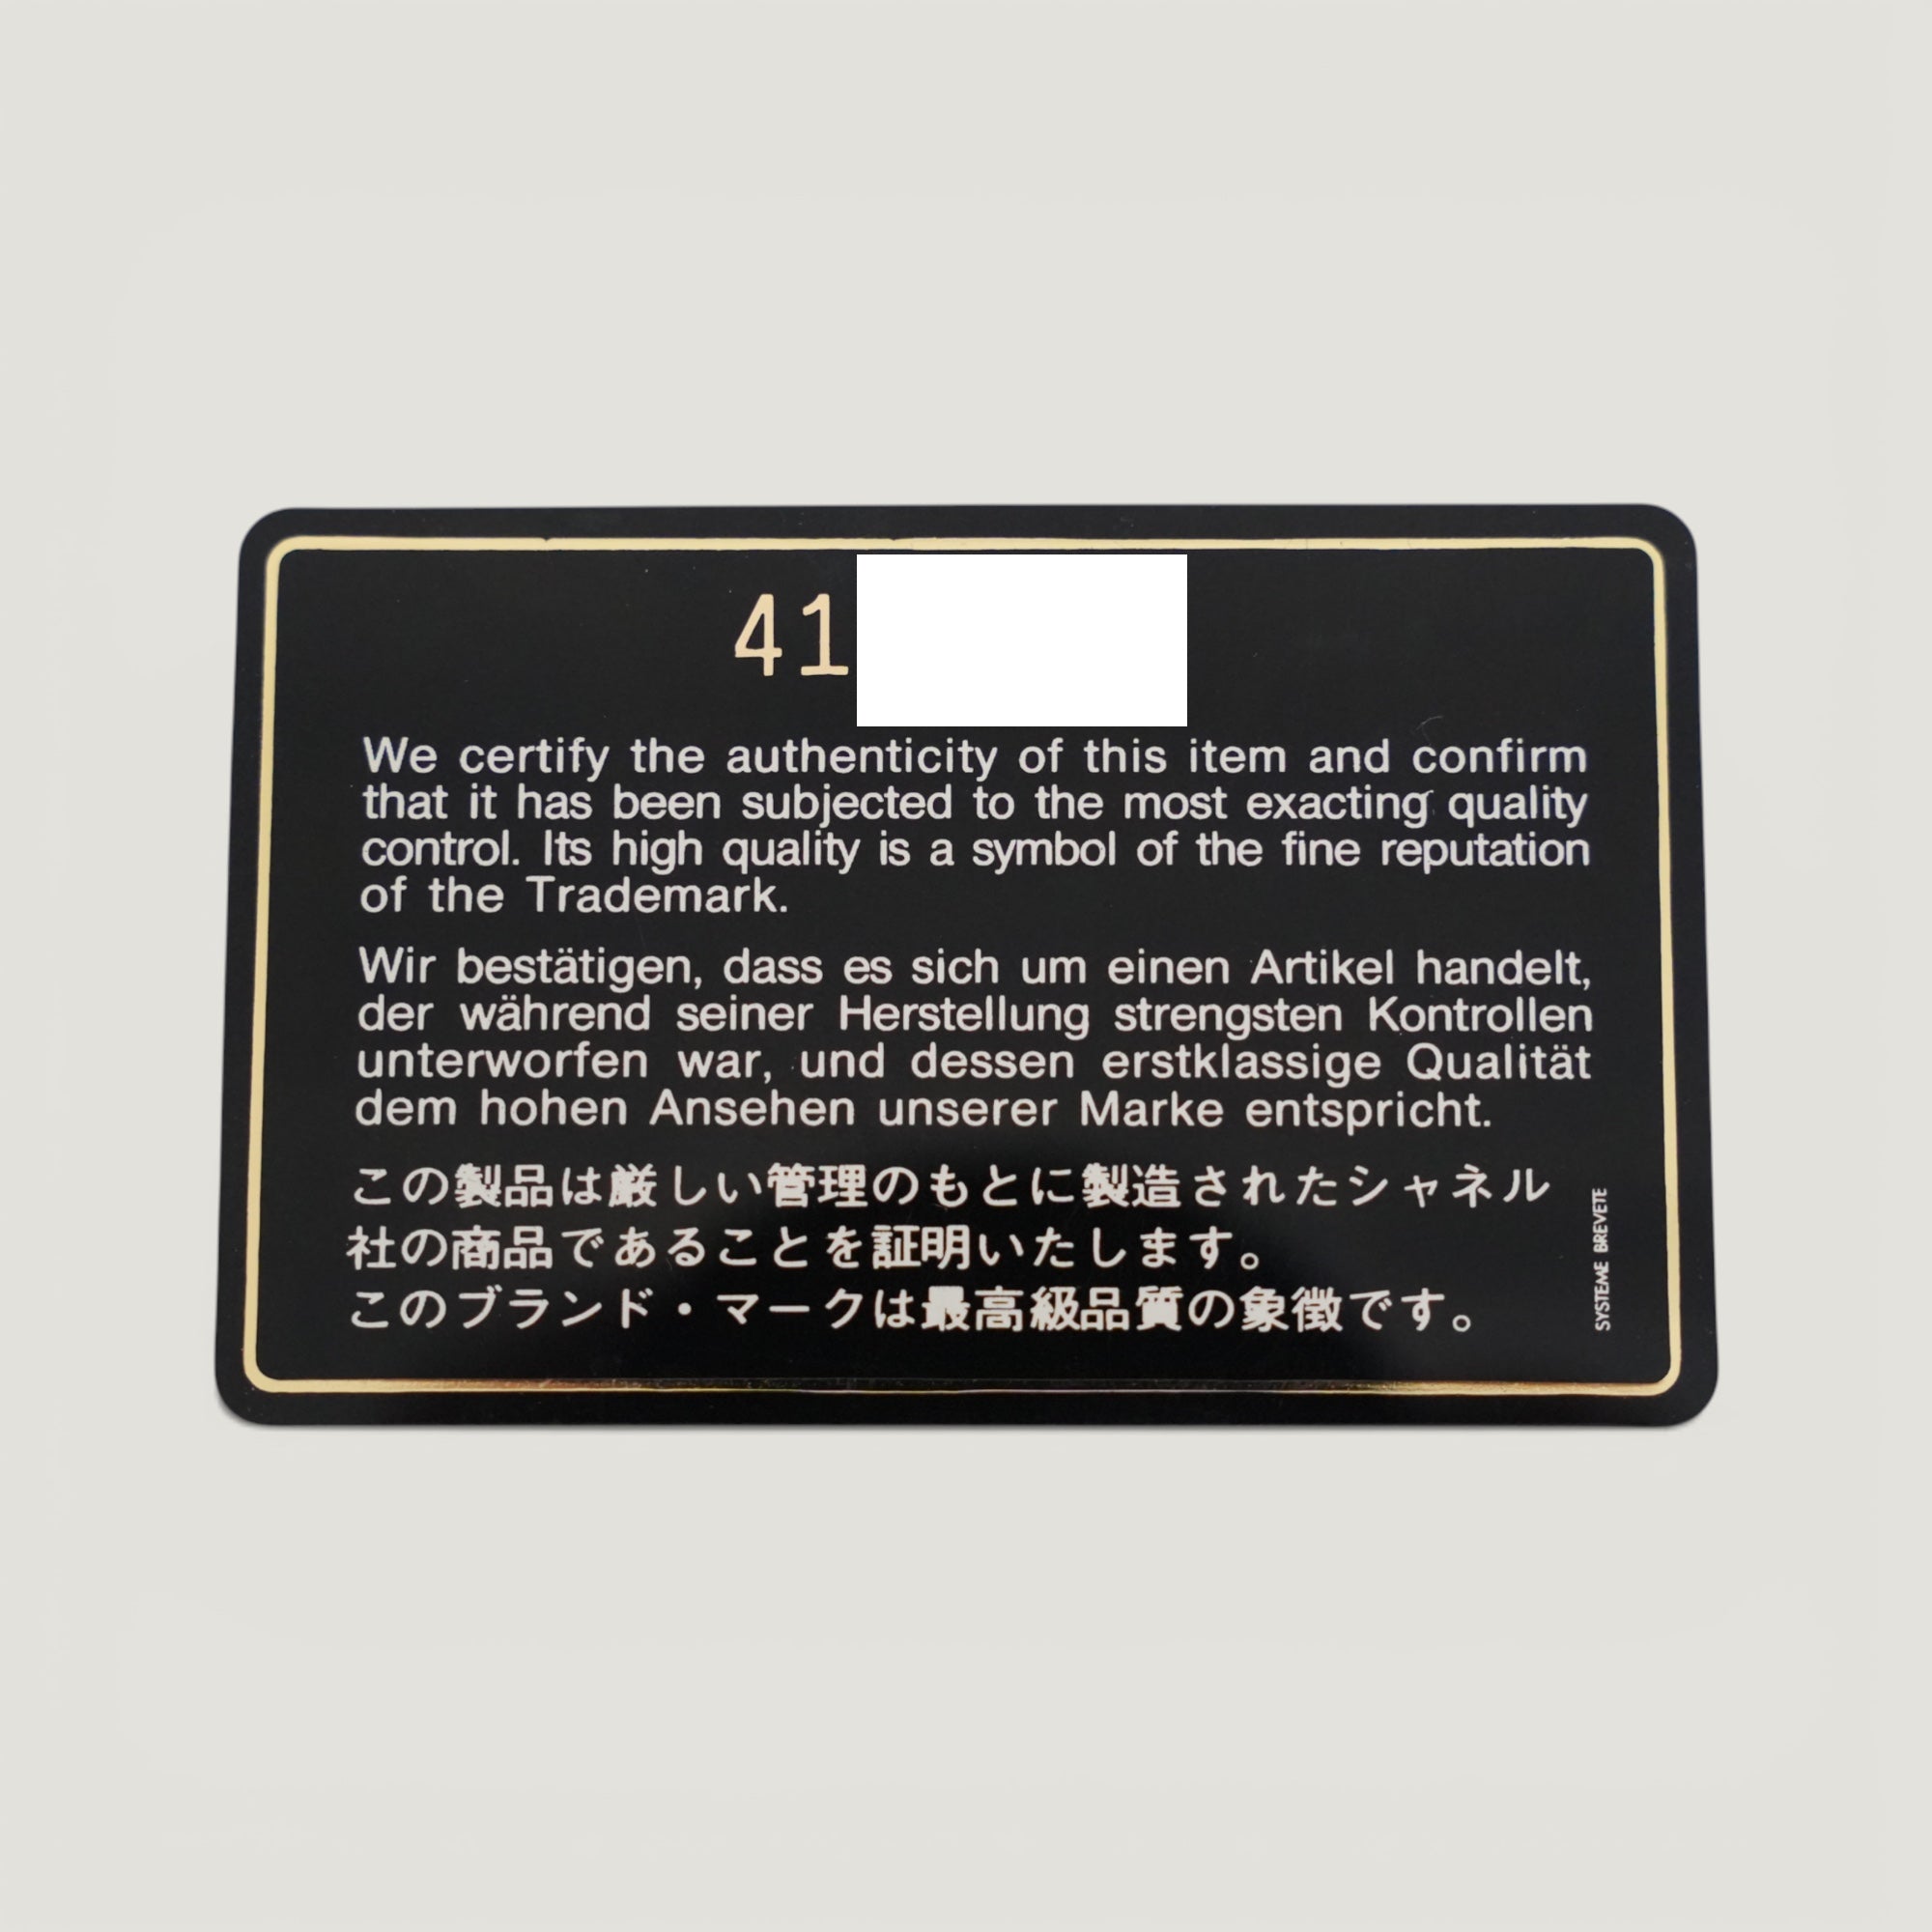 41
We certify the authenticity of this item and confirm
that it has been subjected to the most exacting quality
control. Its high quality is a symbol of the fine reputation
of the Trademark.
Wir bestätigen, dass es sich um einen Artikel handelt,
der während seiner Herstellung strengsten Kontrollen
unterworfen war, und dessen erstklassige Qualität
dem hohen Ansehen unserer Marke entspricht.
この製品は厳しい管理のもとに製造されたシャネル
社の商品であることを証明いたします。
このブランド・マークは最高級品質の象徴です。
SYSTEME BREVETE